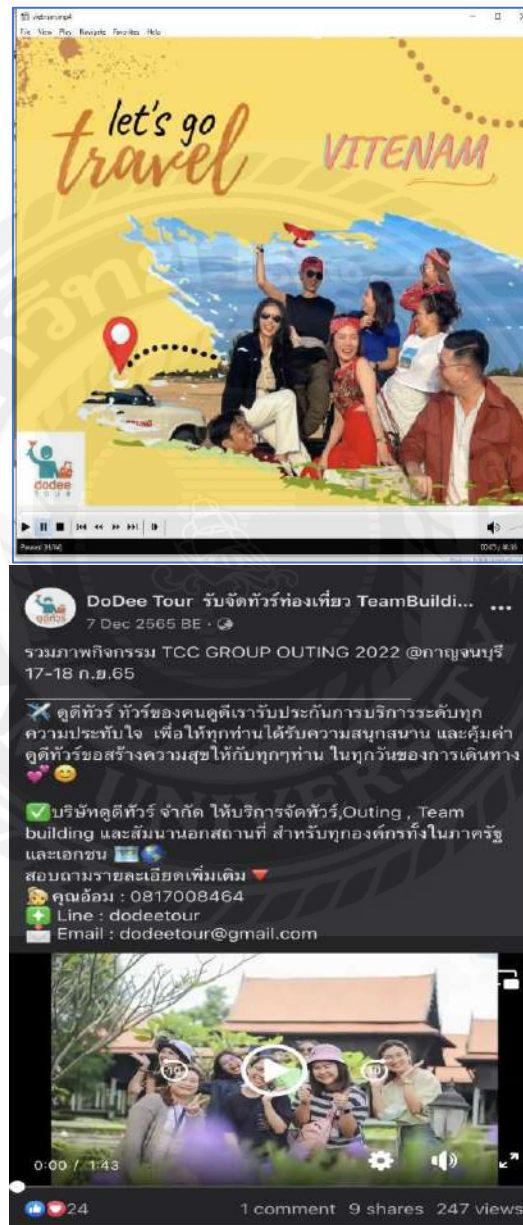 vietnam.mp4
File View Play Navigate Favorites Help
let's go
travel
VITENAM
dodee
TOUR
DoDee Tour รับจัดทัวร์ท่องเที่ยว TeamBuildi...
7 Dec 2565 BE
รวมภาพกิจกรรม TCC GROUP OUTING 2022 @กาญจนบุรี
17-18 ก.ย.65
ดูดีทัวร์ ทัวร์ของคนดูดีเรารับประกันการบริการระดับทุก
ความประทับใจ เพื่อให้ทุกท่านได้รับความสนุกสนาน และคุ้มค่า
ดูดีทัวร์ขอสร้างความสุขให้กับทุกๆท่าน ในทุกวันของการเดินทาง
บริษัทดูดีทัวร์ จำกัด ให้บริการจัดทัวร์,Outing , Team
building และสัมนานอกสถานที่ สำหรับทุกองค์กรทั้งในภาครัฐ
และเอกชน
สอบถามรายละเอียดเพิ่มเติม
คุณอ้อม : 0817008464
Line : dodeetour
Email : dodeetour@gmail.com
10
10
0:00 / 1:43
24
1 comment 9 shares 247 views